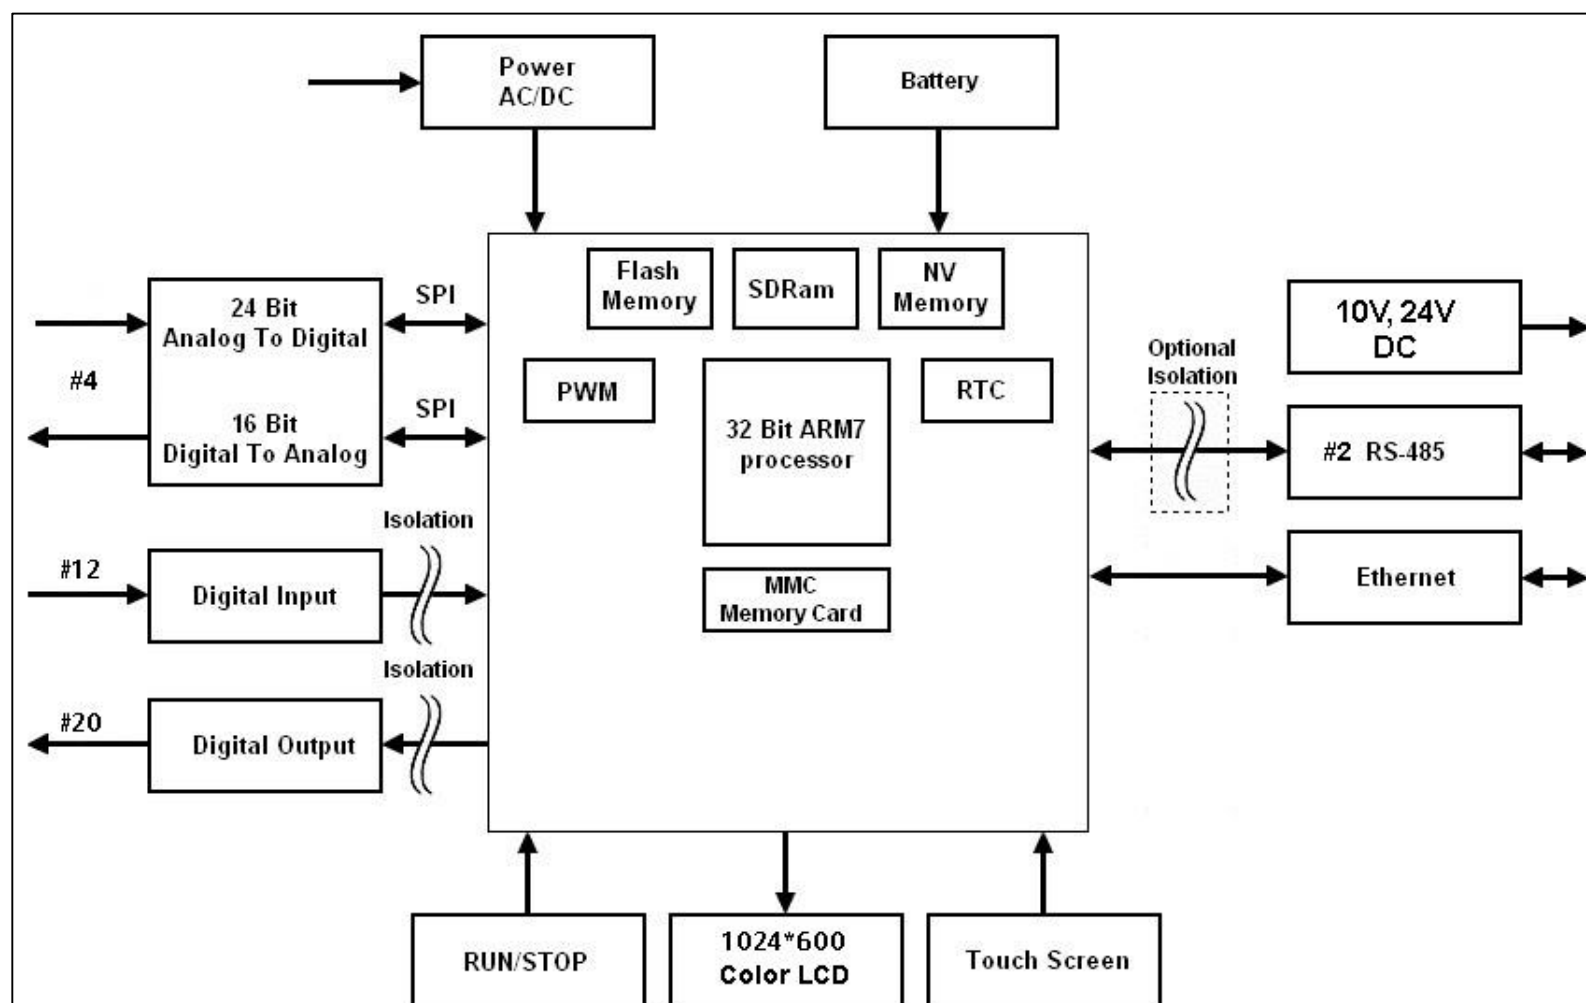 Power
AC/DC
Battery
Flash
Memory
SDRam
NV
Memory
24 Bit
Analog To Digital
SPI
#4
16 Bit
Digital To Analog
SPI
PWM
32 Bit ARM7
processor
RTC
Optional
Isolation
10V, 24V
DC
#2 RS-485
Isolation
#12
Digital Input
MMC
Memory Card
Ethernet
Isolation
#20
Digital Output
RUN/STOP
1024*600
Color LCD
Touch Screen